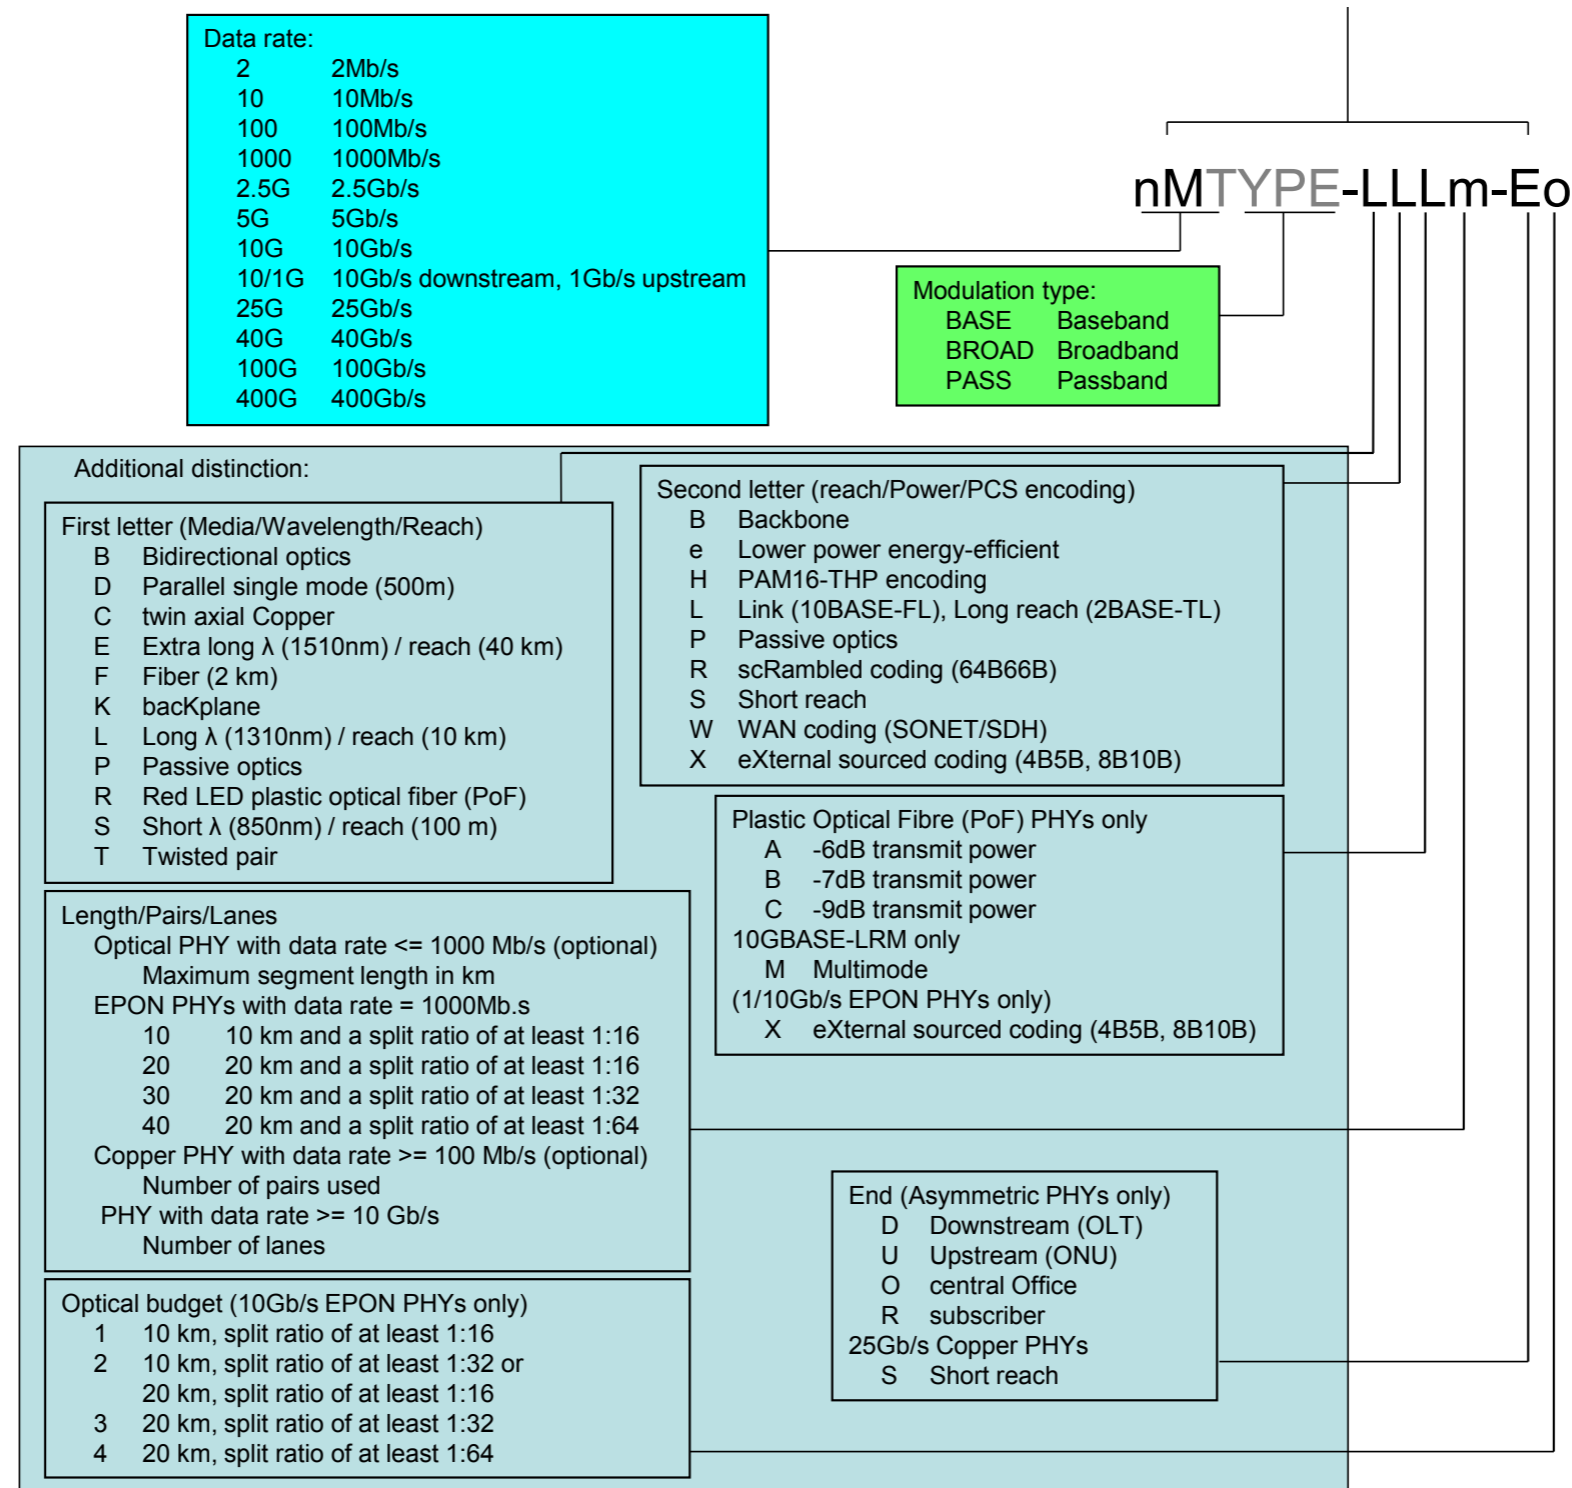 Data rate:
2 2Mb/s
10 10Mb/s
100 100Mb/s
1000 1000Mb/s
2.5G 2.5Gb/s
5G 5Gb/s
10G 10Gb/s
10/1G 10Gb/s downstream, 1Gb/s upstream
25G 25Gb/s
40G 40Gb/s
100G 100Gb/s
400G 400Gb/s
nMTYPE-LLLm-Eo
Modulation type:
BASE Baseband
BROAD Broadband
PASS Passband
Additional distinction:
First letter (Media/Wavelength/Reach)
B Bidirectional optics
D Parallel single mode (500m)
C twin axial Copper
E Extra long λ (1510nm) / reach (40 km)
F Fiber (2 km)
K bacKplane
L Long λ (1310nm) / reach (10 km)
P Passive optics
R Red LED plastic optical fiber (PoF)
S Short λ (850nm) / reach (100 m)
T Twisted pair
Second letter (reach/Power/PCS encoding)
B Backbone
e Lower power energy-efficient
H PAM16-THP encoding
L Link (10BASE-FL), Long reach (2BASE-TL)
P Passive optics
R scRambled coding (64B66B)
S Short reach
W WAN coding (SONET/SDH)
X eXternal sourced coding (4B5B, 8B10B)
Plastic Optical Fibre (PoF) PHYs only
A -6dB transmit power
B -7dB transmit power
C -9dB transmit power
10GBASE-LRM only
M Multimode
(1/10Gb/s EPON PHYs only)
X eXternal sourced coding (4B5B, 8B10B)
Length/Pairs/Lanes
Optical PHY with data rate <= 1000 Mb/s (optional)
Maximum segment length in km
EPON PHYs with data rate = 1000Mb.s
10 10 km and a split ratio of at least 1:16
20 20 km and a split ratio of at least 1:16
30 20 km and a split ratio of at least 1:32
40 20 km and a split ratio of at least 1:64
Copper PHY with data rate >= 100 Mb/s (optional)
Number of pairs used
PHY with data rate >= 10 Gb/s
Number of lanes
End (Asymmetric PHYs only)
D Downstream (OLT)
U Upstream (ONU)
O central Office
R subscriber
25Gb/s Copper PHYs
S Short reach
Optical budget (10Gb/s EPON PHYs only)
1 10 km, split ratio of at least 1:16
2 10 km, split ratio of at least 1:32 or
20 km, split ratio of at least 1:16
3 20 km, split ratio of at least 1:32
4 20 km, split ratio of at least 1:64